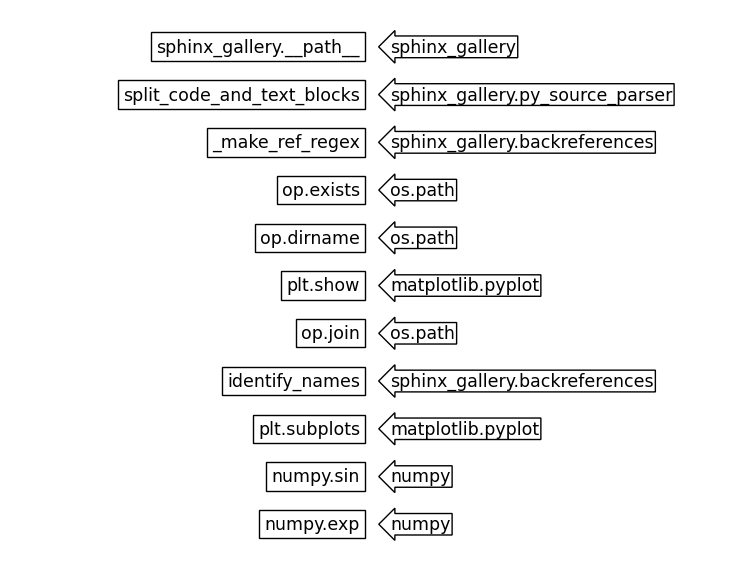 sphinx_gallery.__path__ sphinx_gallery
split_code_and_text_blocks sphinx_gallery.py_source_parser
_make_ref_regex sphinx_gallery.backreferences
op.exists os.path
op.dirname os.path
plt.show matplotlib.pyplot
op.join os.path
identify_names sphinx_gallery.backreferences
plt.subplots matplotlib.pyplot
numpy.sin numpy
numpy.exp numpy